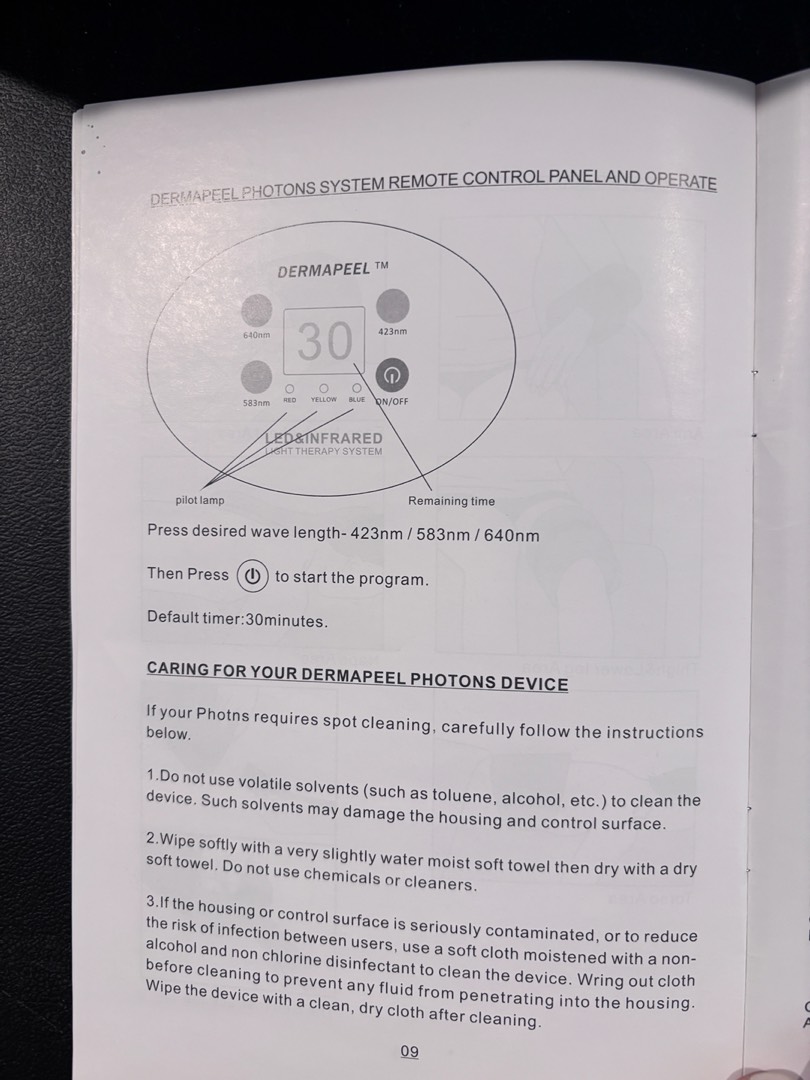 DERMAPEEL PHOTONS SYSTEM REMOTE CONTROL PANEL AND OPERATE
DERMAPEEL ™
640nm
30
423nm
583nm
RED
YELLOW
BLUE
ON/OFF
LED&INFRARED
LIGHT THERAPY SYSTEM
pilot lamp
Remaining time
Press desired wave length- 423nm / 583nm / 640nm
Then Press to start the program.
Default timer:30minutes.
CARING FOR YOUR DERMAPEEL PHOTONS DEVICE
If your Photns requires spot cleaning, carefully follow the instructions
below.
1.Do not use volatile solvents (such as toluene, alcohol, etc.) to clean the
device. Such solvents may damage the housing and control surface.
2.Wipe softly with a very slightly water moist soft towel then dry with a dry
soft towel. Do not use chemicals or cleaners.
3.If the housing or control surface is seriously contaminated, or to reduce
the risk of infection between users, use a soft cloth moistened with a non-
alcohol and non chlorine disinfectant to clean the device. Wring out cloth
before cleaning to prevent any fluid from penetrating into the housing.
Wipe the device with a clean, dry cloth after cleaning.
09